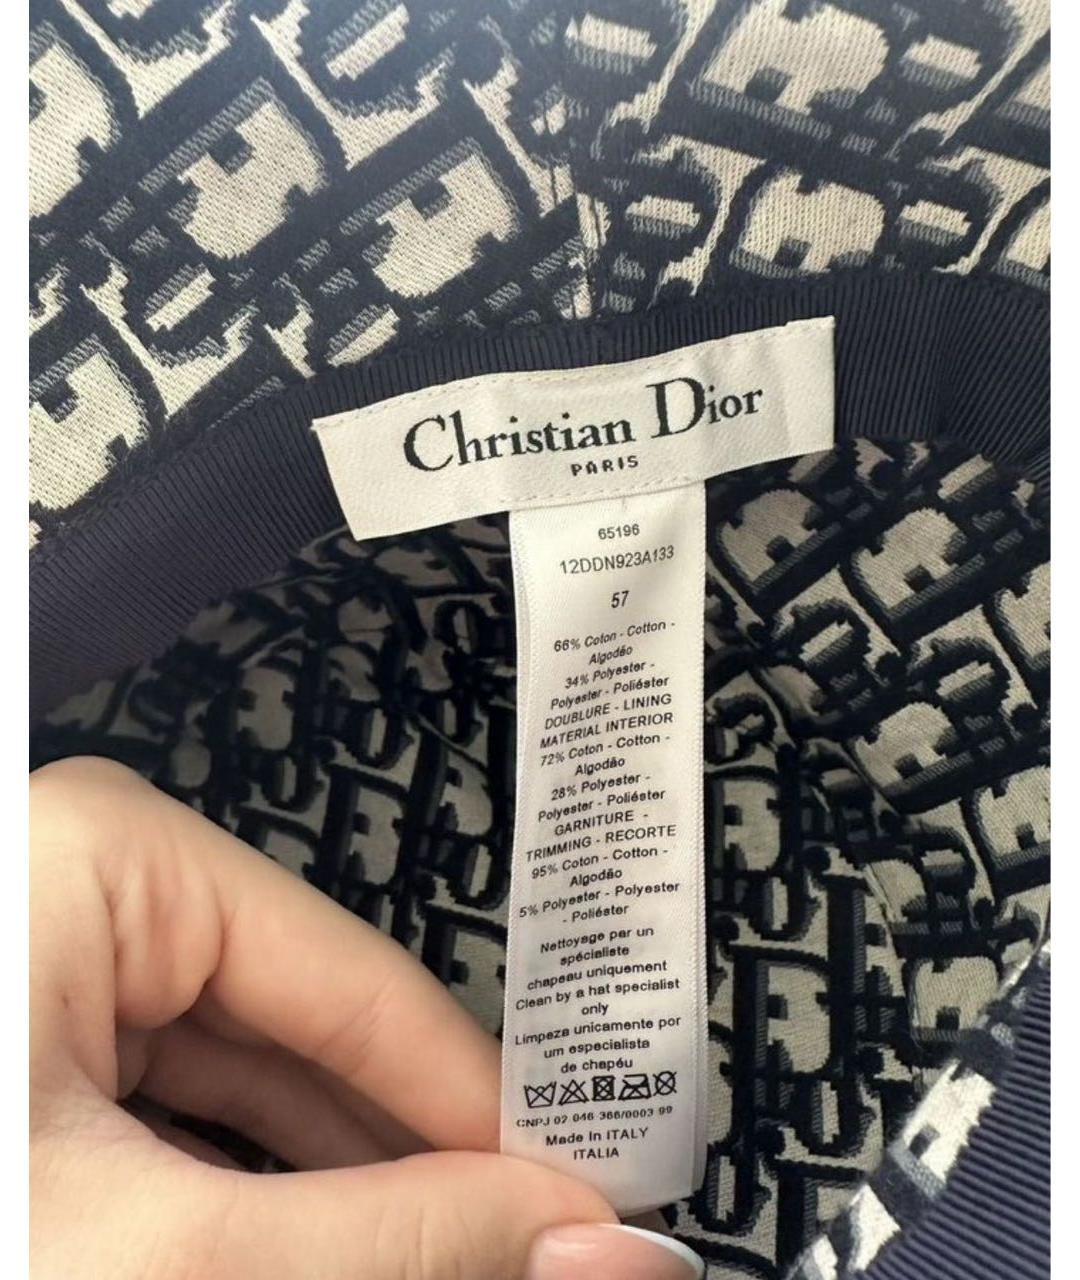 Christian Dior
PARIS
65196
12DDN923A133
57
66% Coton - Cotton -
Algodão
34% Polyester -
Polyester - Poliéster
DOUBLURE - LINING
MATERIAL INTERIOR
72% Coton - Cotton -
Algodão
28% Polyester -
Polyester - Poliéster
GARNITURE -
TRIMMING - RECORTE
95% Coton - Cotton -
Algodão
5% Polyester - Polyester
- Poliéster
Nettoyage par un
spécialiste
chapeau uniquement
Clean by a hat specialist
only
Limpeza unicamente por
um especialista
de chapéu
CNPJ 02 046 366/0003 99
Made in ITALY
ITALIA